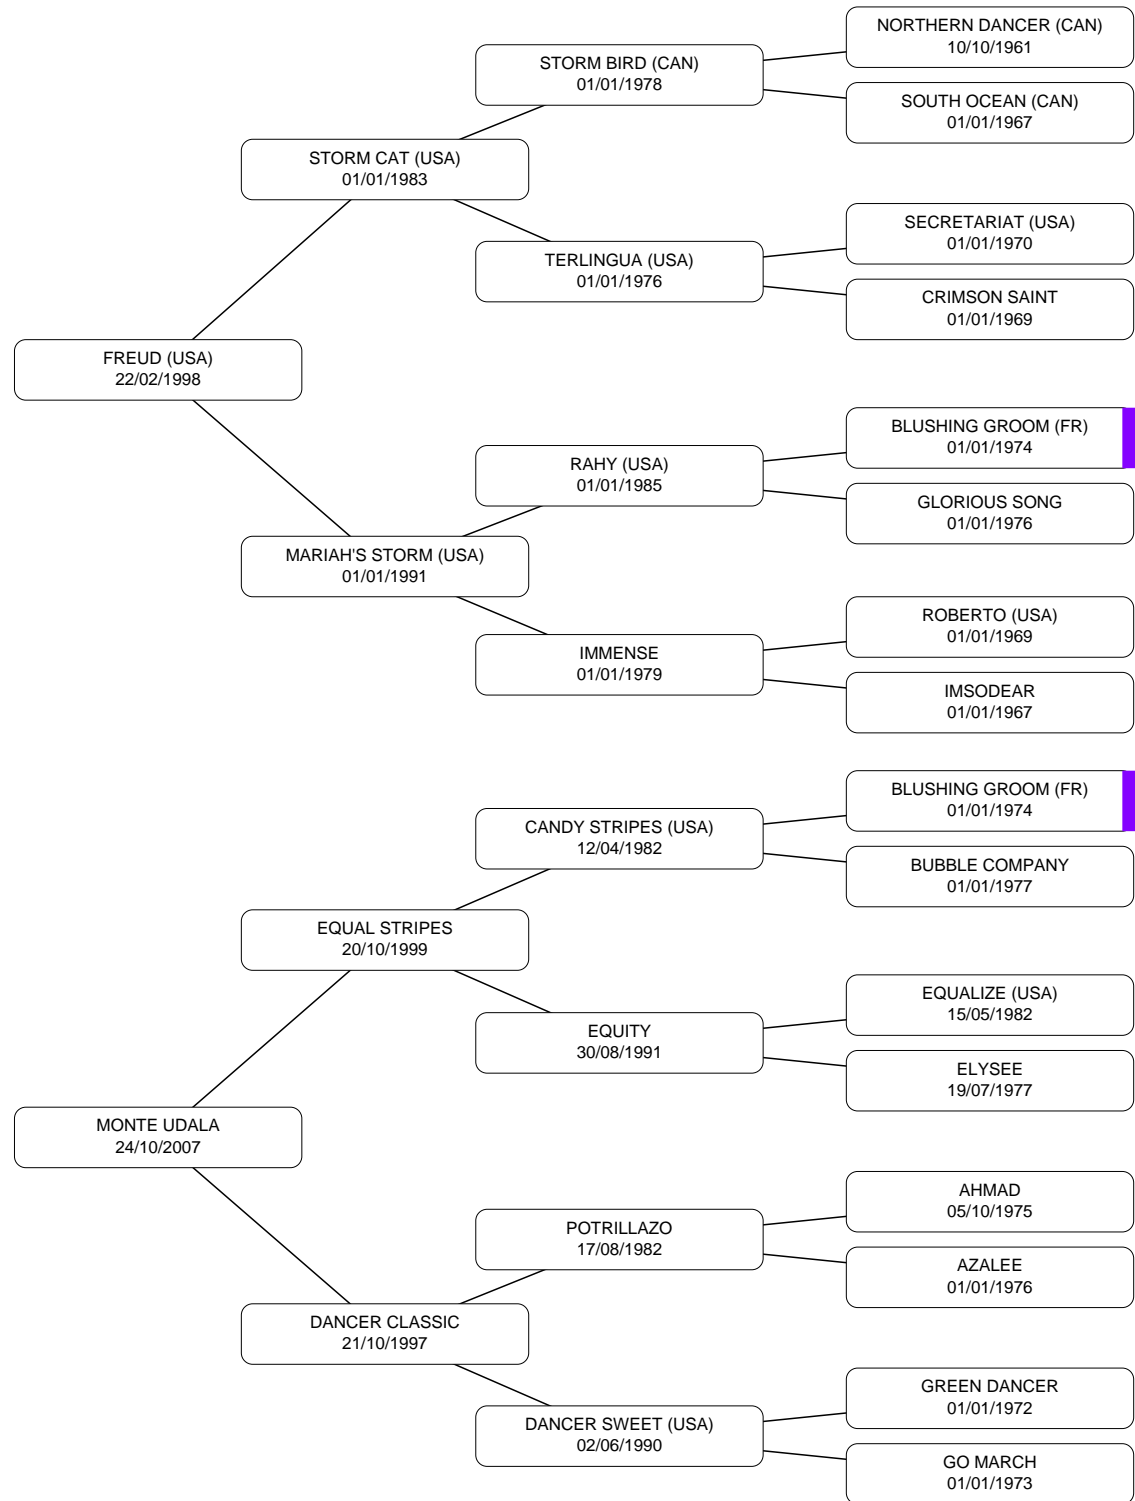 NORTHERN DANCER (CAN)
10/10/1961
STORM BIRD (CAN)
01/01/1978
SOUTH OCEAN (CAN)
01/01/1967
STORM CAT (USA)
01/01/1983
SECRETARIAT (USA)
01/01/1970
TERLINGUA (USA)
01/01/1976
CRIMSON SAINT
01/01/1969
FREUD (USA)
22/02/1998
BLUSHING GROOM (FR)
01/01/1974
RAHY (USA)
01/01/1985
GLORIOUS SONG
01/01/1976
MARIAH'S STORM (USA)
01/01/1991
ROBERTO (USA)
01/01/1969
IMMENSE
01/01/1979
IMSODEAR
01/01/1967
BLUSHING GROOM (FR)
01/01/1974
CANDY STRIPES (USA)
12/04/1982
BUBBLE COMPANY
01/01/1977
EQUAL STRIPES
20/10/1999
EQUALIZE (USA)
15/05/1982
EQUITY
30/08/1991
ELYSEE
19/07/1977
MONTE UDALA
24/10/2007
AHMAD
05/10/1975
POTRILLAZO
17/08/1982
AZALEE
01/01/1976
DANCER CLASSIC
21/10/1997
GREEN DANCER
01/01/1972
DANCER SWEET (USA)
02/06/1990
GO MARCH
01/01/1973